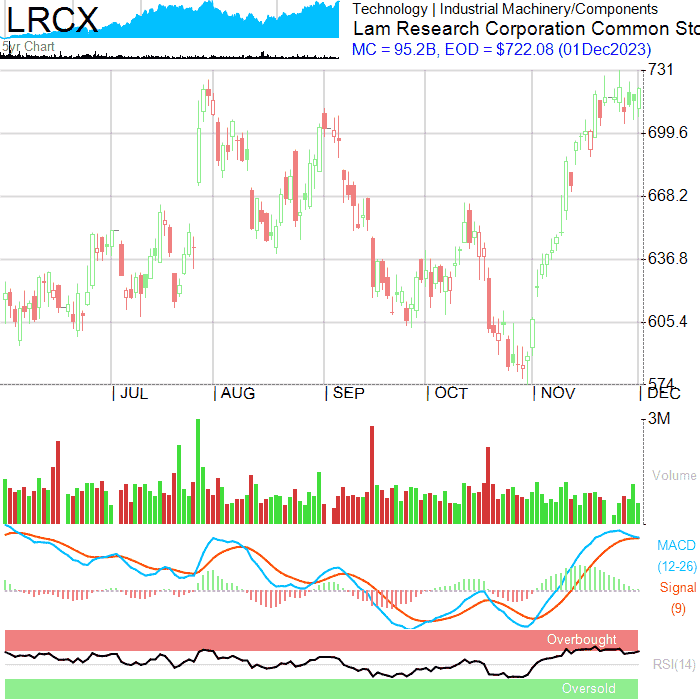 LRCX
5yr Chart
Technology | Industrial Machinery/Components
Lam Research Corporation Common Sto
MC = 95.2B, EOD = $722.08 (01Dec2023)
731
699.6
668.2
636.8
605.4
574
JUL AUG SEP OCT NOV DEC
3M
Volume
MACD
(12-26)
Signal
(9)
Overbought
RSI(14)
Oversold